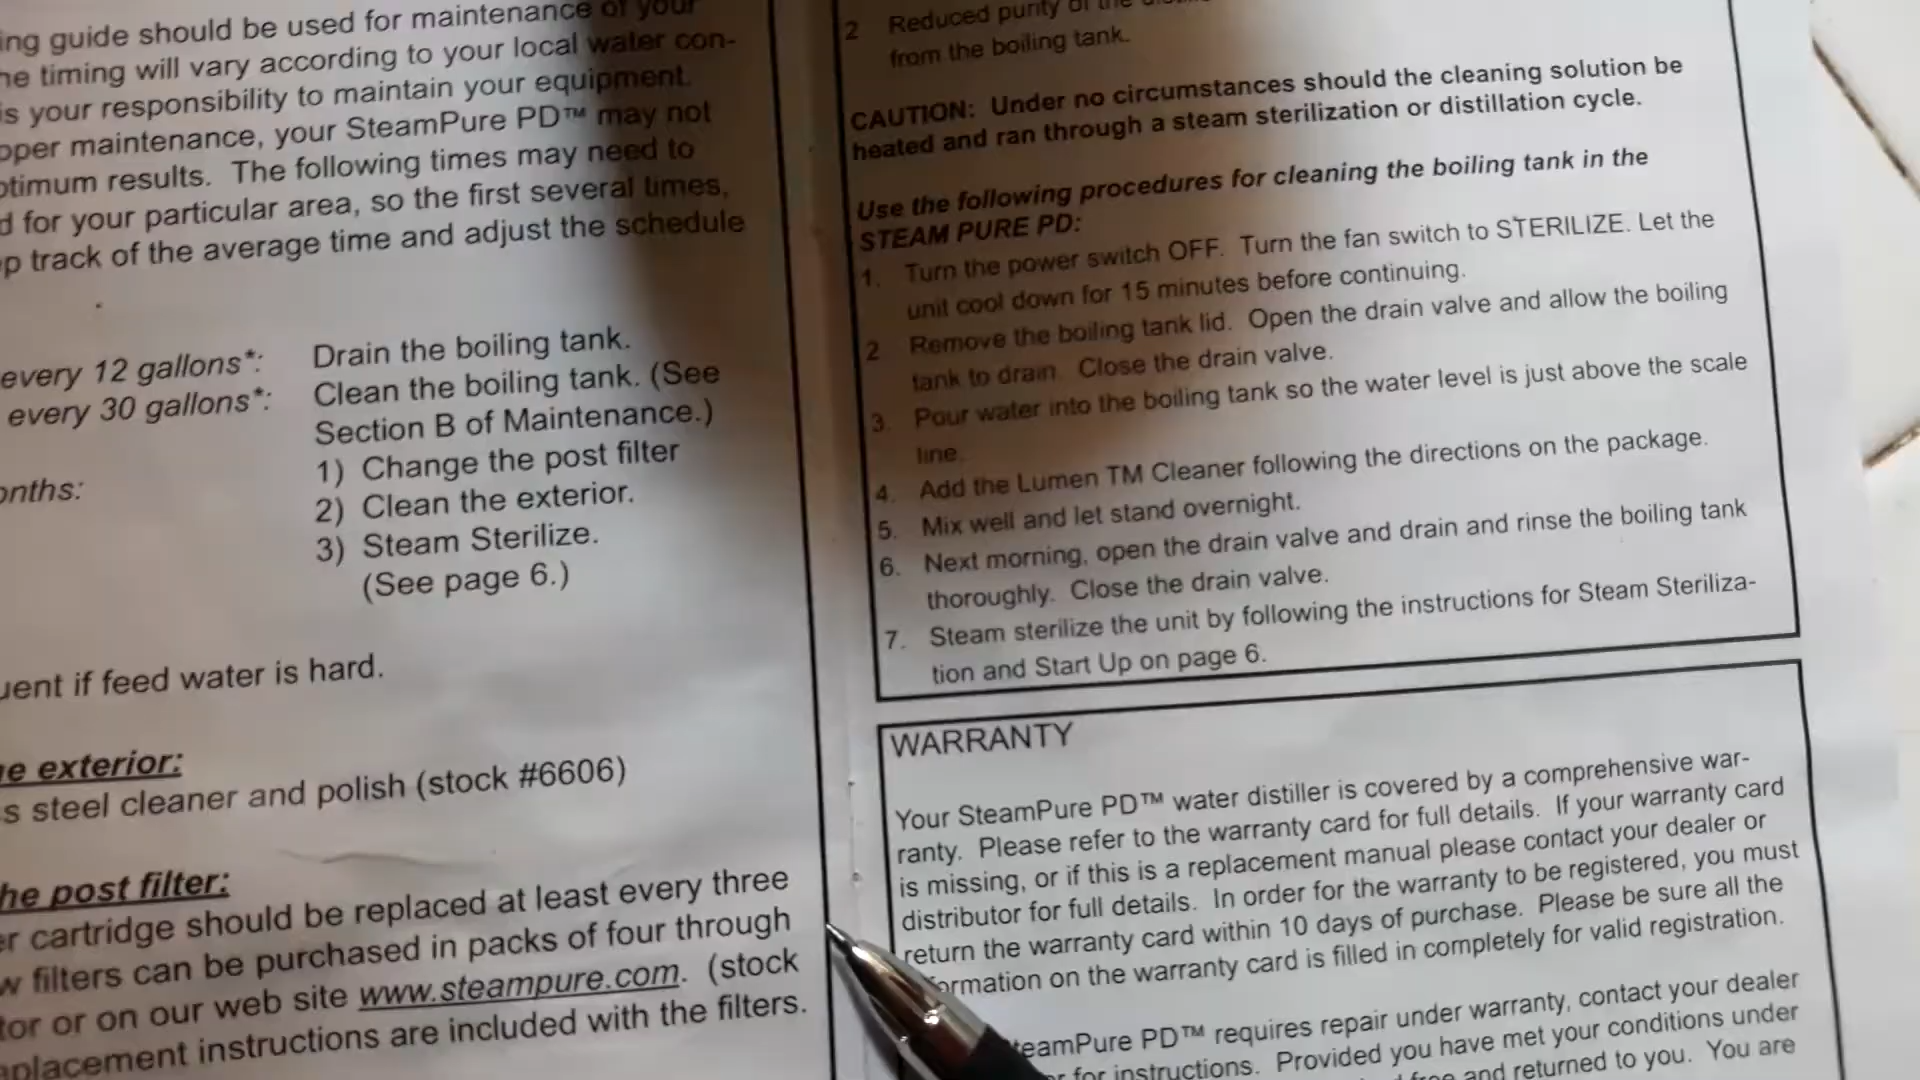 ing guide should be used for maintenance of your
he timing will vary according to your local water con-
is your responsibility to maintain your equipment.
oper maintenance, your SteamPure PD™ may not
ptimum results. The following times may need to
d for your particular area, so the first several times,
p track of the average time and adjust the schedule
every 12 gallons*: Drain the boiling tank.
every 30 gallons*: Clean the boiling tank. (See
Section B of Maintenance.)
onths: 1) Change the post filter
2) Clean the exterior.
3) Steam Sterilize.
(See page 6.)
uent if feed water is hard.
e exterior:
s steel cleaner and polish (stock #6606)
he post filter:
er cartridge should be replaced at least every three
w filters can be purchased in packs of four through
tor or on our web site www.steampure.com. (stock
placement instructions are included with the filters.
2 Reduced purity of the
from the boiling tank.
CAUTION: Under no circumstances should the cleaning solution be
heated and ran through a steam sterilization or distillation cycle.
Use the following procedures for cleaning the boiling tank in the
STEAM PURE PD:
1. Turn the power switch OFF. Turn the fan switch to STERILIZE. Let the
unit cool down for 15 minutes before continuing.
2 Remove the boiling tank lid. Open the drain valve and allow the boiling
tank to drain. Close the drain valve.
3. Pour water into the boiling tank so the water level is just above the scale
line.
4. Add the Lumen TM Cleaner following the directions on the package.
5. Mix well and let stand overnight.
6. Next morning, open the drain valve and drain and rinse the boiling tank
thoroughly. Close the drain valve.
7. Steam sterilize the unit by following the instructions for Steam Steriliza-
tion and Start Up on page 6.
WARRANTY
Your SteamPure PD™ water distiller is covered by a comprehensive war-
ranty. Please refer to the warranty card for full details. If your warranty card
is missing, or if this is a replacement manual please contact your dealer or
distributor for full details. In order for the warranty to be registered, you must
return the warranty card within 10 days of purchase. Please be sure all the
ormation on the warranty card is filled in completely for valid registration.
teamPure PD™ requires repair under warranty, contact your dealer
for instructions. Provided you have met your conditions under
and returned to you. You are